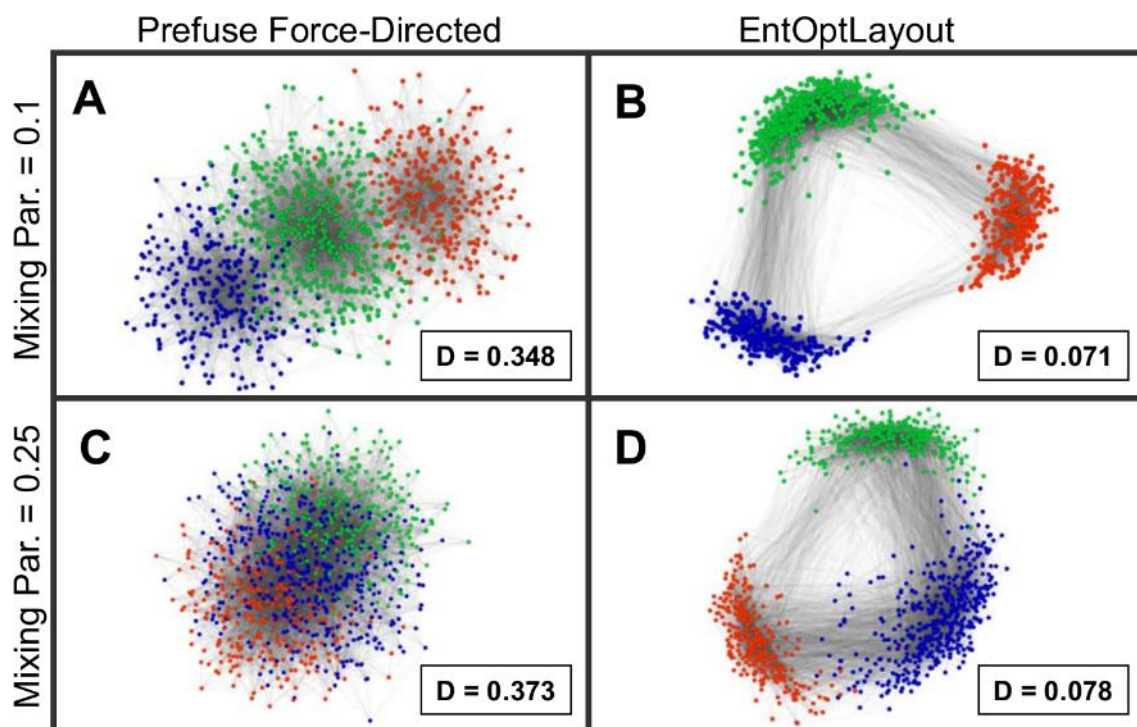 Prefuse Force-Directed
EntOptLayout
Mixing Par. = 0.1
A
D = 0.348
B
D = 0.071
Mixing Par. = 0.25
C
D = 0.373
D
D = 0.078